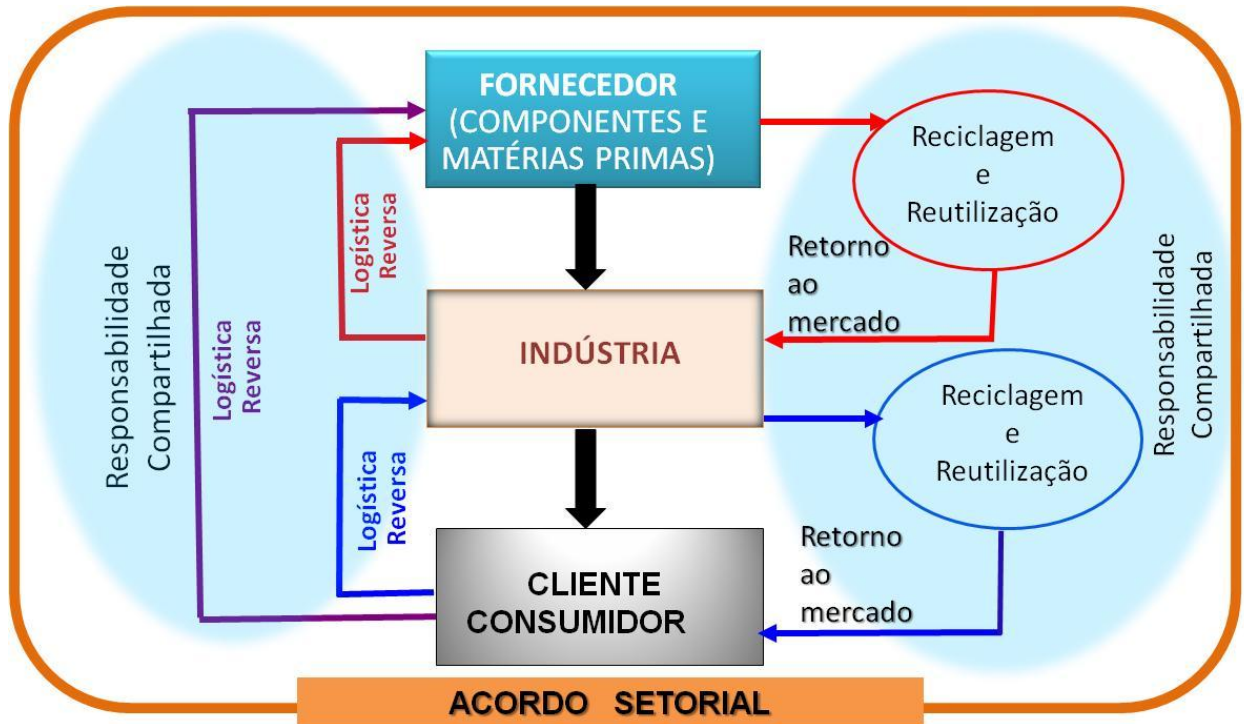 FORNECEDOR
(COMPONENTES E
MATÉRIAS PRIMAS)
Reciclagem
e
Reutilização
Logística
Reversa
Retorno
ao
mercado
Responsabilidade
Compartilhada
Logística
Reversa
INDÚSTRIA
Responsabilidade
Compartilhada
Reciclagem
e
Reutilização
Logística
Reversa
Retorno
ao
mercado
CLIENTE
CONSUMIDOR
ACORDO SETORIAL